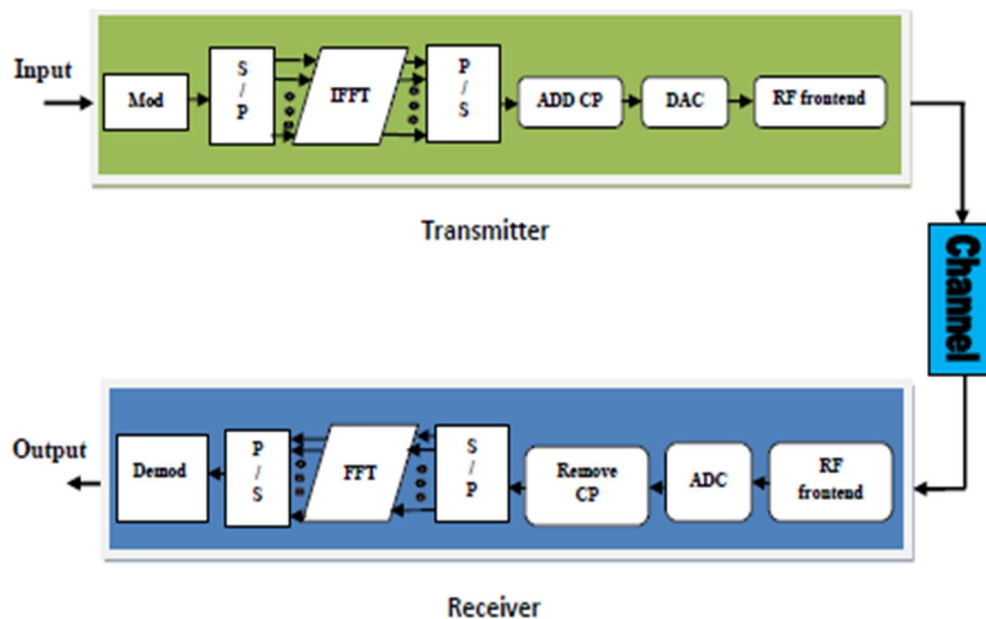 Input
Mod
S
/
P
IFFT
P
/
S
ADD CP
DAC
RF frontend
Transmitter
Channel
Output
Demod
P
/
S
FFT
S
/
P
Remove
CP
ADC
RF
frontend
Receiver